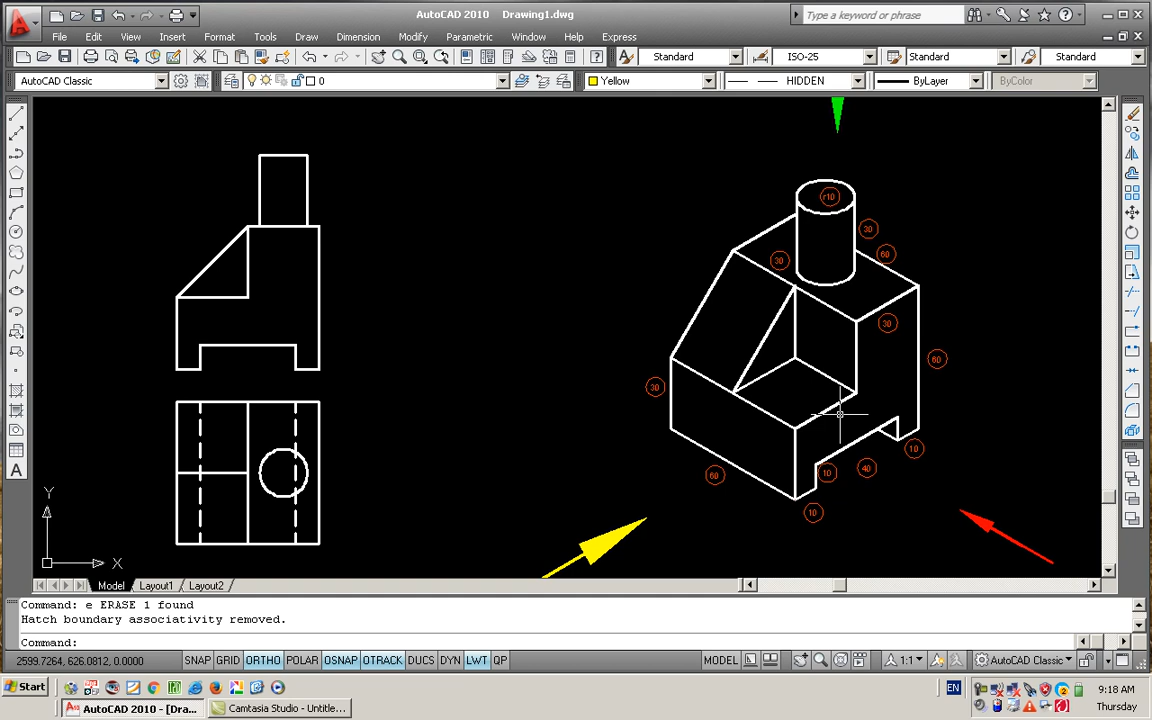 AutoCAD 2010 Drawing1.dwg
Type a keyword or phrase
File Edit View Insert Format Tools Draw Dimension Modify Parametric Window Help Express
Standard ISO-25 Standard Standard
AutoCAD Classic 0 Yellow HIDDEN ByLayer ByColor
r10
30
60
30
30
60
30
10
60
10
40
10
Y
X
Model Layout1 Layout2
Command: e ERASE 1 found
Hatch boundary associativity removed.
Command:
2599.7264, 626.0812, 0.0000 SNAP GRID ORTHO POLAR OSNAP OTRACK DUCS DYN LWT QP MODEL 1:1 AutoCAD Classic
Start EN 9:18 AM
AutoCAD 2010 - [Dra... Camtasia Studio - Untitle... Thursday